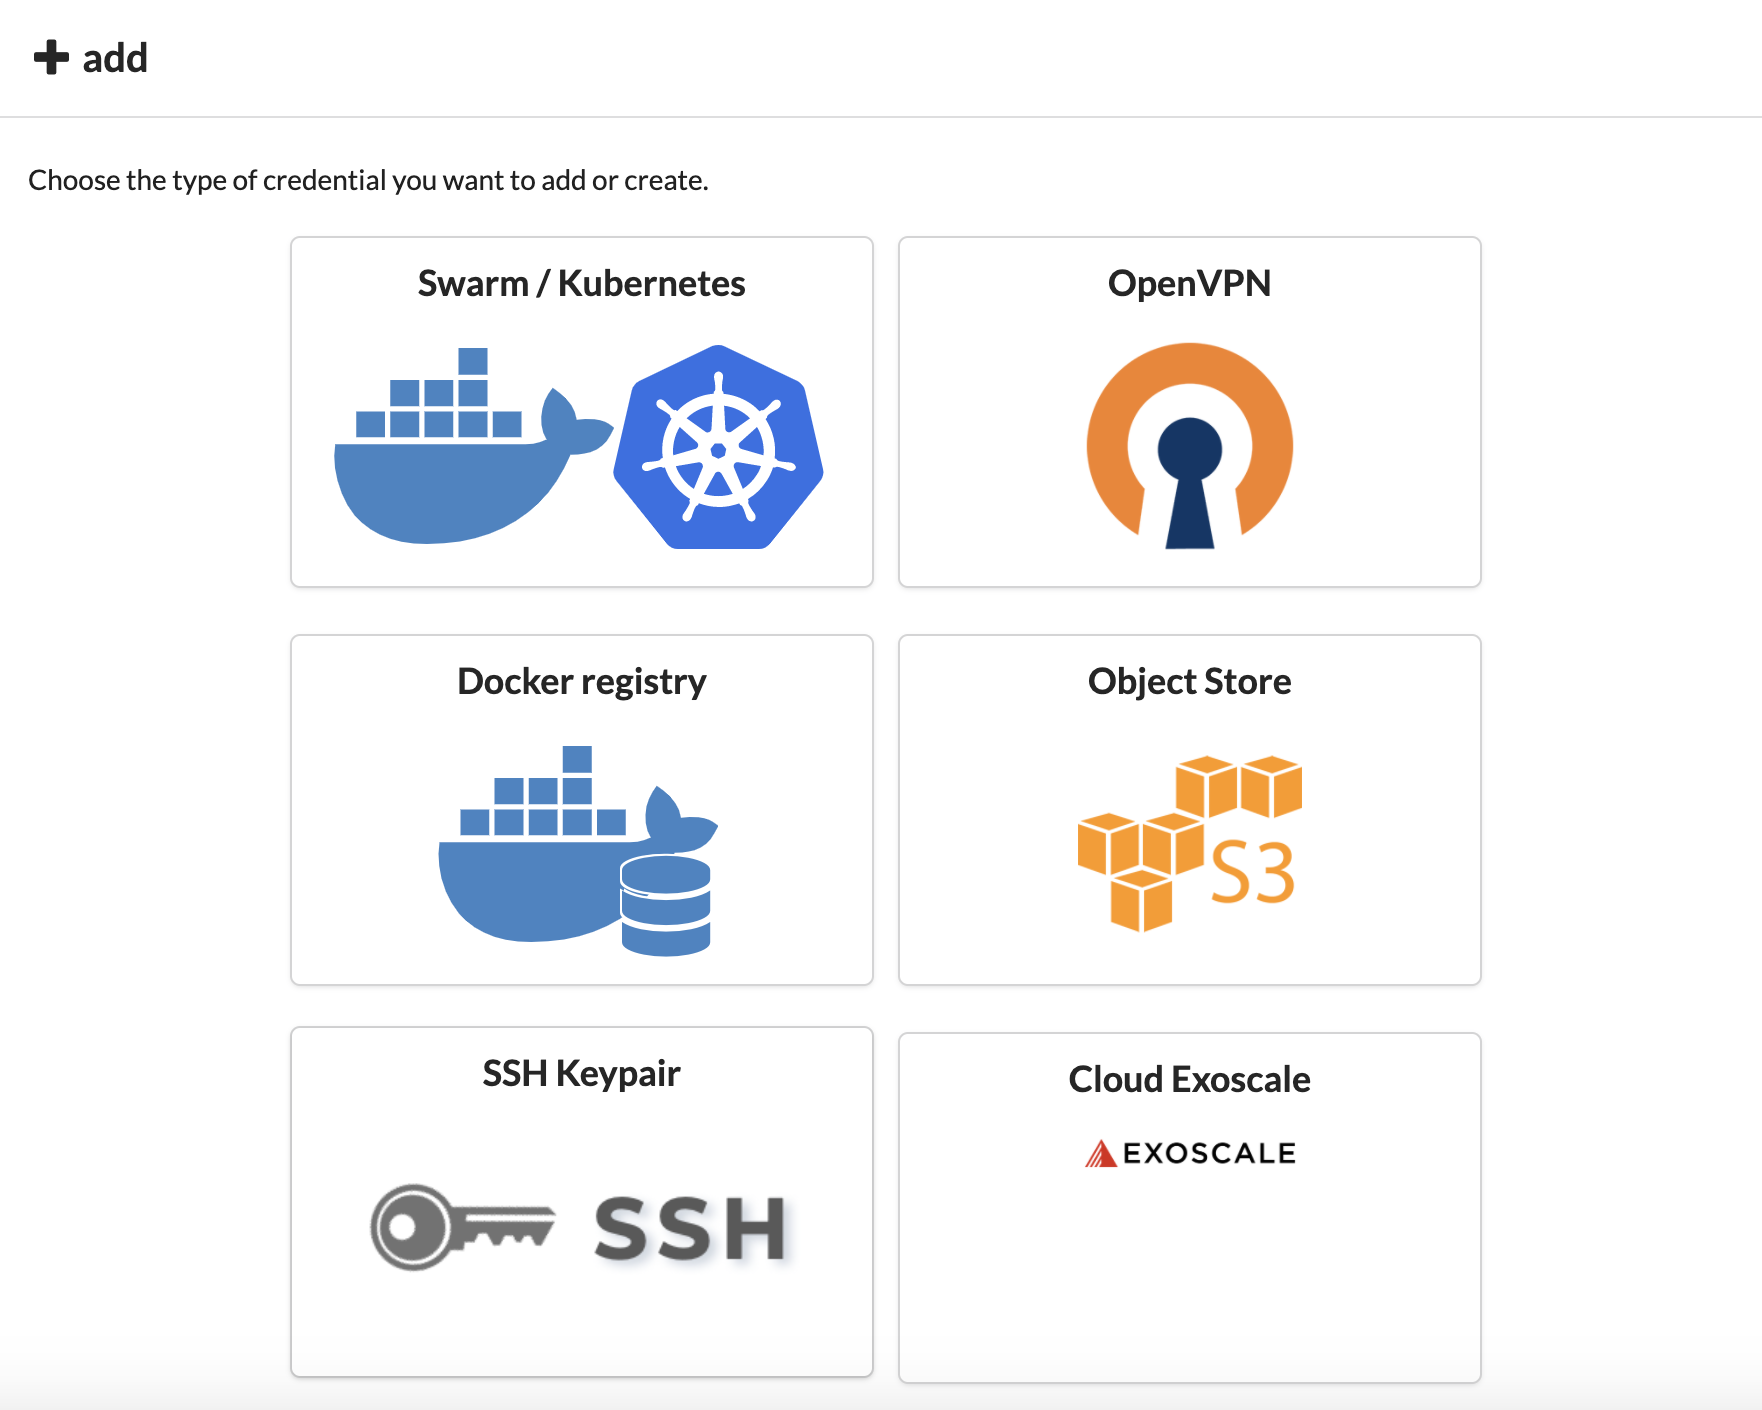 add
Choose the type of credential you want to add or create.
Swarm / Kubernetes
OpenVPN
Docker registry
Object Store
S3
SSH Keypair
SSH
Cloud Exoscale
EXOSCALE